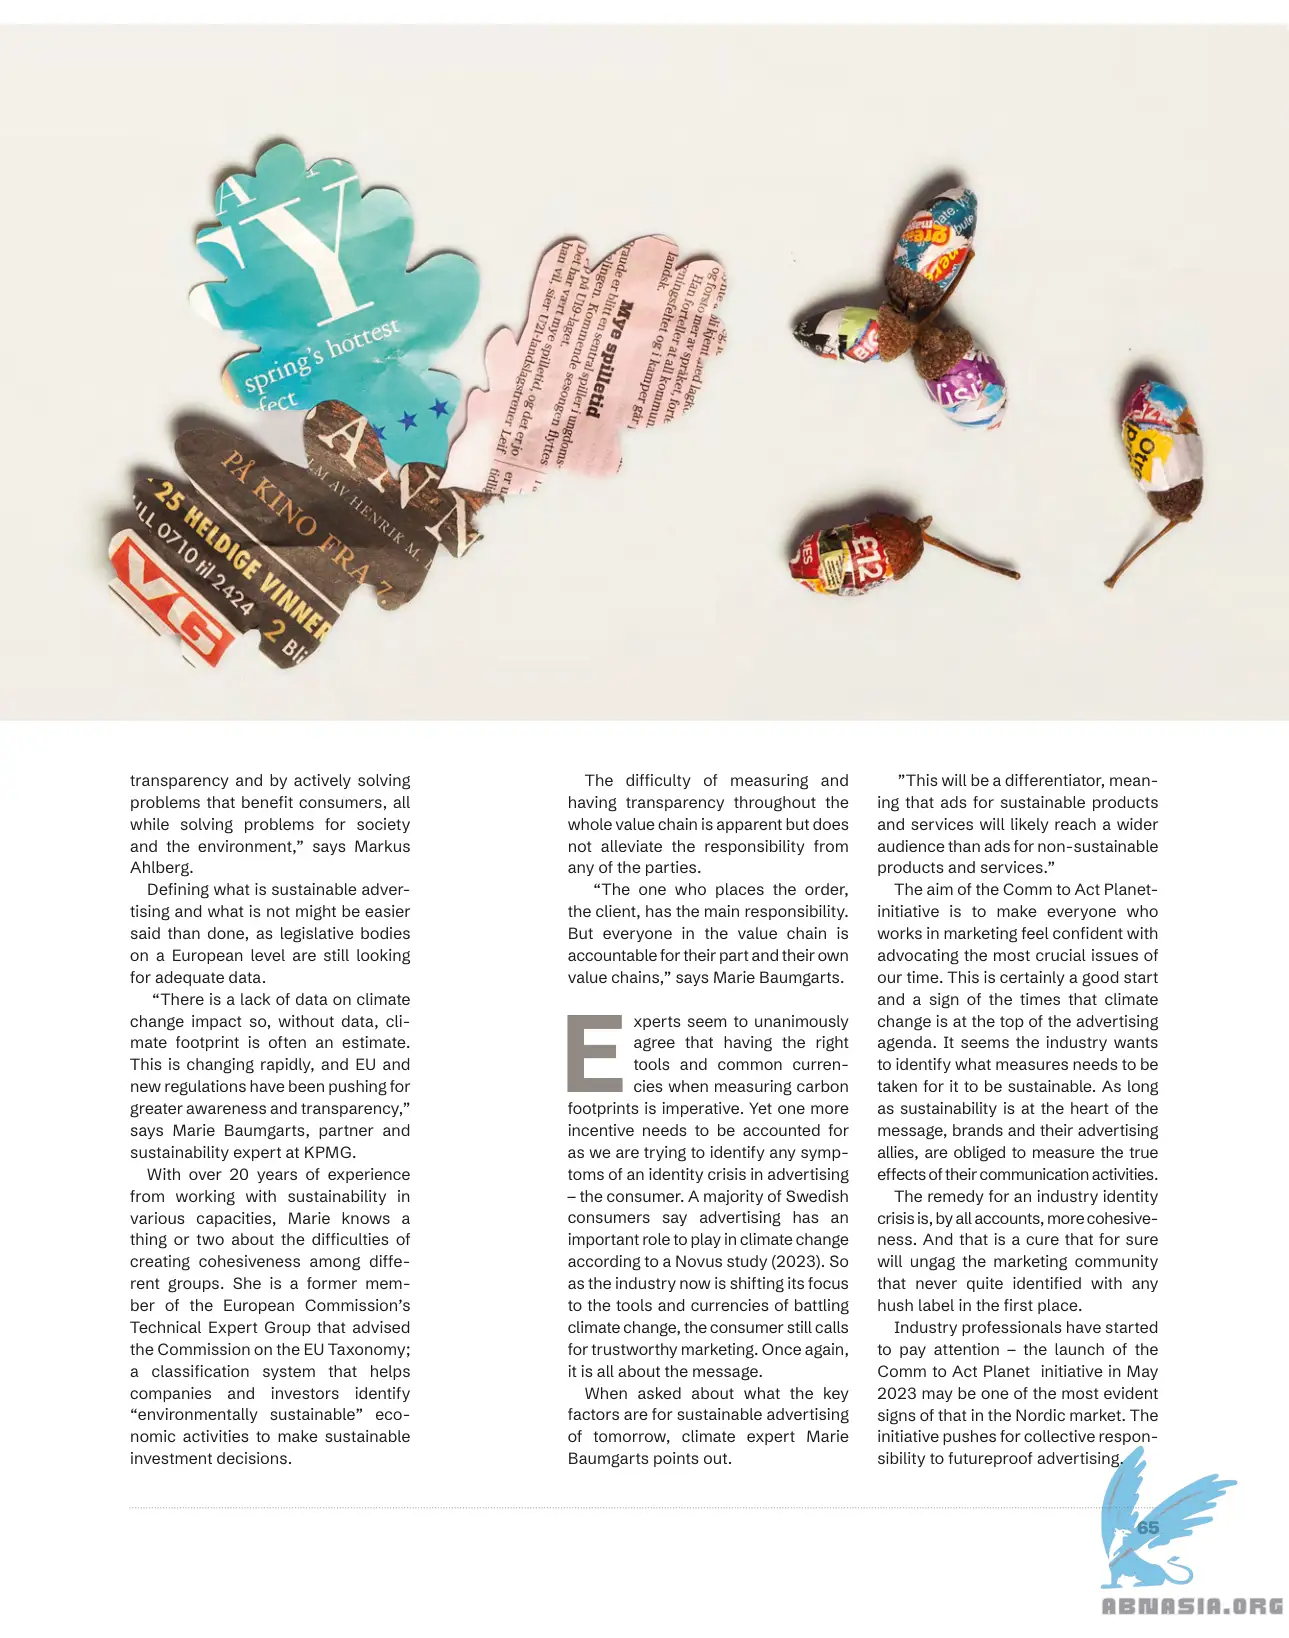 A
Y
spring's hottest
fect
Mye spilletid
PÅ KINO FRA 7.
FILM AV HENRIK M.
ANN
25 HELDIGE VINNER
0710 til 2424
2 Bli
VG
BIG
£12
transparency and by actively solving
problems that benefit consumers, all
while solving problems for society
and the environment,” says Markus
Ahlberg.
Defining what is sustainable adver-
tising and what is not might be easier
said than done, as legislative bodies
on a European level are still looking
for adequate data.
“There is a lack of data on climate
change impact so, without data, cli-
mate footprint is often an estimate.
This is changing rapidly, and EU and
new regulations have been pushing for
greater awareness and transparency,”
says Marie Baumgarts, partner and
sustainability expert at KPMG.
With over 20 years of experience
from working with sustainability in
various capacities, Marie knows a
thing or two about the difficulties of
creating cohesiveness among diffe-
rent groups. She is a former mem-
ber of the European Commission’s
Technical Expert Group that advised
the Commission on the EU Taxonomy;
a classification system that helps
companies and investors identify
“environmentally sustainable” eco-
nomic activities to make sustainable
investment decisions.
The difficulty of measuring and
having transparency throughout the
whole value chain is apparent but does
not alleviate the responsibility from
any of the parties.
“The one who places the order,
the client, has the main responsibility.
But everyone in the value chain is
accountable for their part and their own
value chains,” says Marie Baumgarts.
Experts seem to unanimously
agree that having the right
tools and common curren-
cies when measuring carbon
footprints is imperative. Yet one more
incentive needs to be accounted for
as we are trying to identify any symp-
toms of an identity crisis in advertising
– the consumer. A majority of Swedish
consumers say advertising has an
important role to play in climate change
according to a Novus study (2023). So
as the industry now is shifting its focus
to the tools and currencies of battling
climate change, the consumer still calls
for trustworthy marketing. Once again,
it is all about the message.
When asked about what the key
factors are for sustainable advertising
of tomorrow, climate expert Marie
Baumgarts points out.
”This will be a differentiator, mean-
ing that ads for sustainable products
and services will likely reach a wider
audience than ads for non-sustainable
products and services.”
The aim of the Comm to Act Planet-
initiative is to make everyone who
works in marketing feel confident with
advocating the most crucial issues of
our time. This is certainly a good start
and a sign of the times that climate
change is at the top of the advertising
agenda. It seems the industry wants
to identify what measures needs to be
taken for it to be sustainable. As long
as sustainability is at the heart of the
message, brands and their advertising
allies, are obliged to measure the true
effects of their communication activities.
The remedy for an industry identity
crisis is, by all accounts, more cohesive-
ness. And that is a cure that for sure
will ungag the marketing community
that never quite identified with any
hush label in the first place.
Industry professionals have started
to pay attention – the launch of the
Comm to Act Planet initiative in May
2023 may be one of the most evident
signs of that in the Nordic market. The
initiative pushes for collective respon-
sibility to futureproof advertising.
65
ABNASIA.ORG